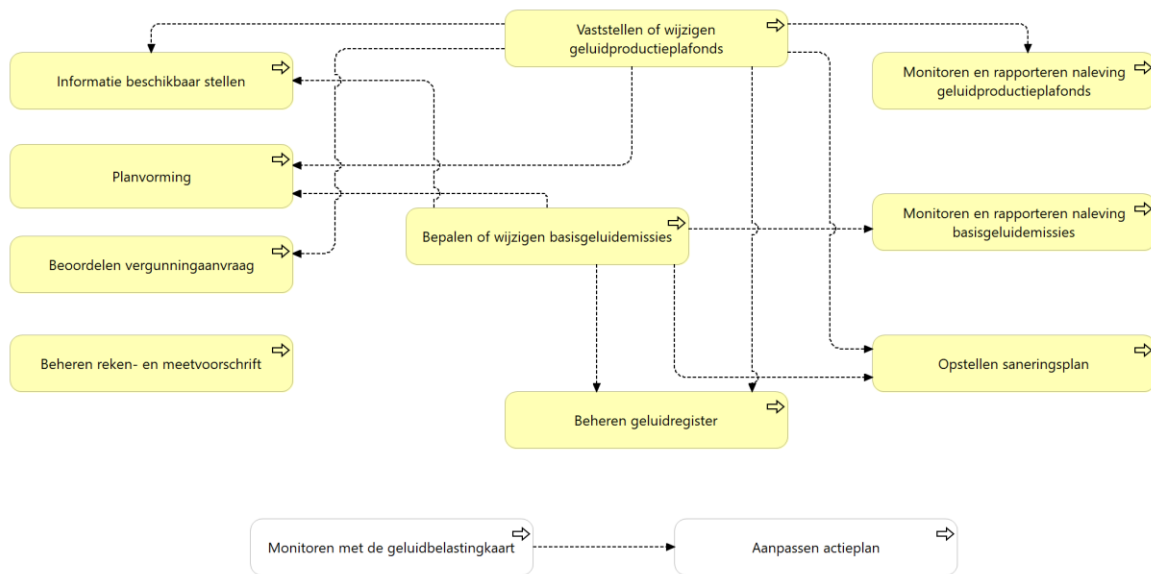 Vaststellen of wijzigen
geluidproductieplafonds
Informatie beschikbaar stellen
Monitoren en rapporteren naleving
geluidproductieplafonds
Planvorming
Bepalen of wijzigen basisgeluidemissies
Monitoren en rapporteren naleving
basisgeluidemissies
Beoordelen vergunningaanvraag
Beheren reken- en meetvoorschrift
Opstellen saneringsplan
Beheren geluidregister
Monitoren met de geluidbelastingkaart
Aanpassen actieplan